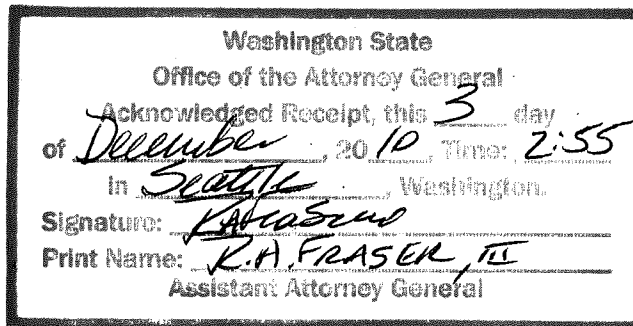 Washington State
Office of the Attorney General
Acknowledged Receipt, this 3 day
of December, 20 10, Time: 2:55
in Seattle, Washington.
Signature:
Print Name: R.A. FRASER, III
Assistant Attorney General